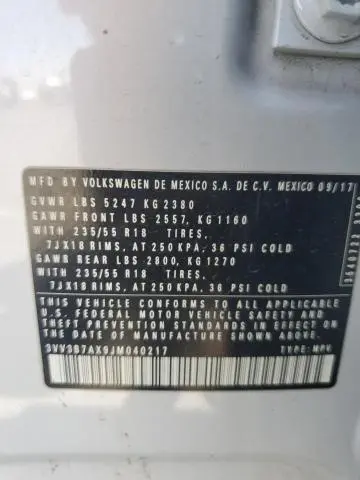 MFD BY VOLKSWAGEN DE MEXICO S.A. DE C.V. MEXICO 09/17
GVWR LBS 5247 KG 2380
GAWR FRONT LBS 2557, KG 1160
WITH 235/55 R18 TIRES,
7JX18 RIMS, AT 250 KPA, 36 PSI COLD
GAWR REAR LBS 2800, KG 1270
WITH 235/55 R18 TIRES,
7JX18 RIMS, AT 250 KPA, 36 PSI COLD
THIS VEHICLE CONFORMS TO ALL APPLICABLE
U.S. FEDERAL MOTOR VEHICLE SAFETY AND
THEFT PREVENTION STANDARDS IN EFFECT ON
THE DATE OF MANUFACTURE SHOWN ABOVE.
3VV3B7AX9JM040217 TYPE: MPV